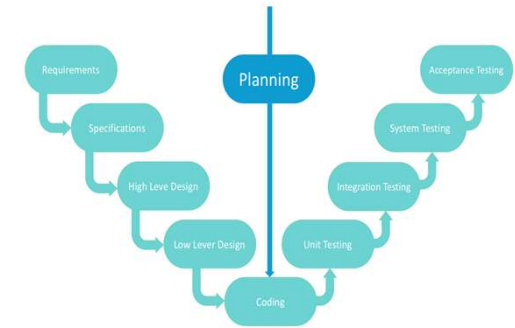 Planning
Requirements
Acceptance Testing
Specifications
System Testing
High Leve Design
Integration Testing
Low Lever Design
Unit Testing
Coding